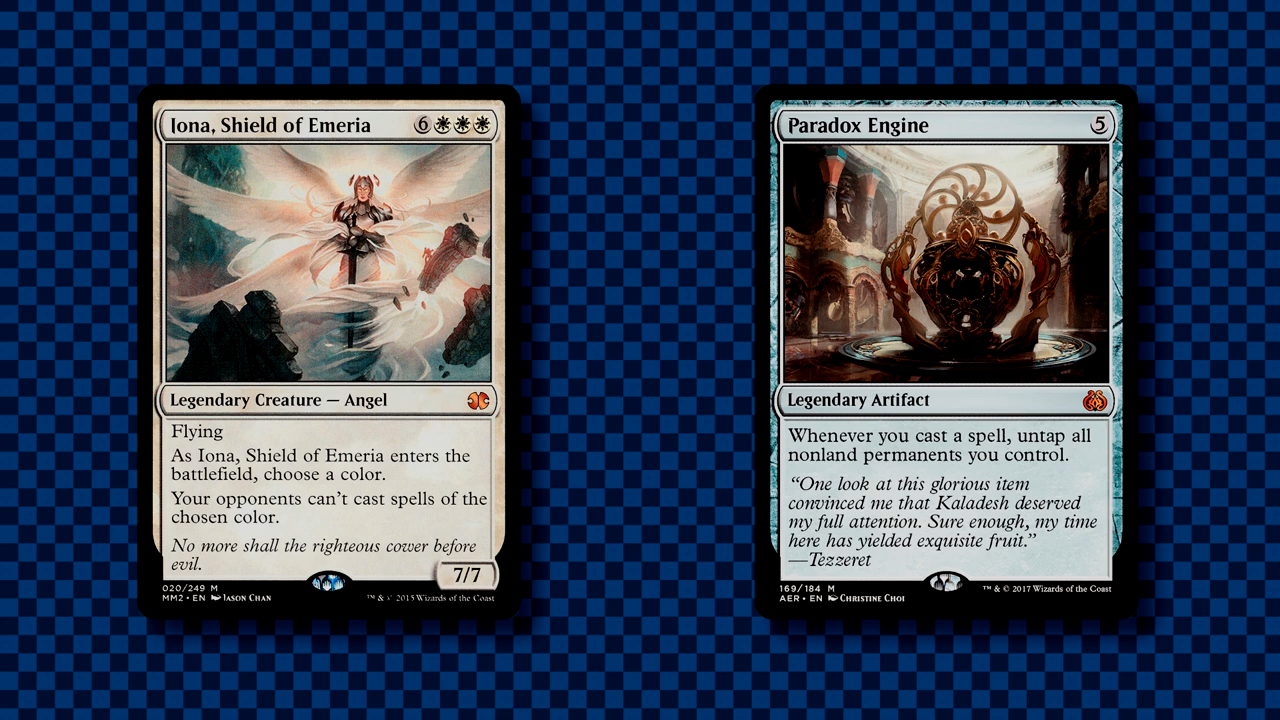 Iona, Shield of Emeria
6
Legendary Creature — Angel
Flying
As Iona, Shield of Emeria enters the
battlefield, choose a color.
Your opponents can't cast spells of the
chosen color.
No more shall the righteous cower before
evil.
7/7
020/249 M
MM2 • EN Jason Chan
™ & © 2015 Wizards of the Coast
Paradox Engine
5
Legendary Artifact
Whenever you cast a spell, untap all
nonland permanents you control.
“One look at this glorious item
convinced me that Kaladesh deserved
my full attention. Sure enough, my time
here has yielded exquisite fruit.”
—Tezzeret
169/184 M
AER • EN Christine Choi
™ & © 2017 Wizards of the Coast